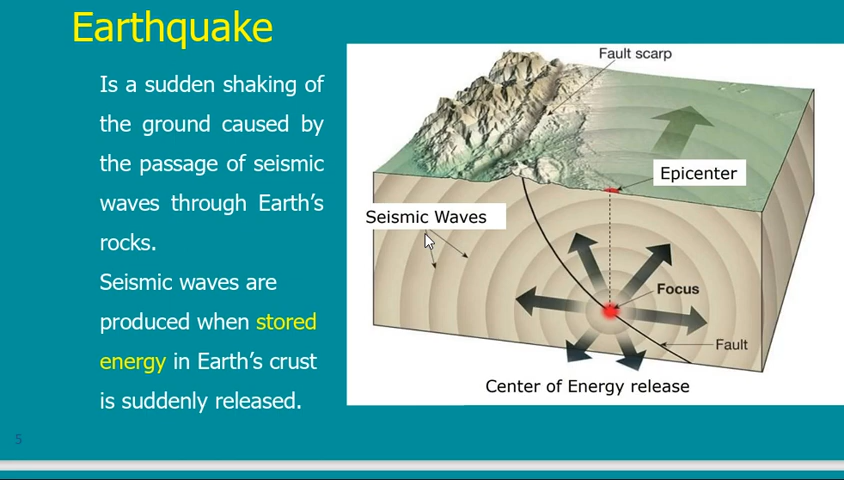 Earthquake
Is a sudden shaking of
the ground caused by
the passage of seismic
waves through Earth's
rocks.
Seismic waves are
produced when stored
energy in Earth's crust
is suddenly released.
Fault scarp
Epicenter
Seismic Waves
Focus
Fault
Center of Energy release
5